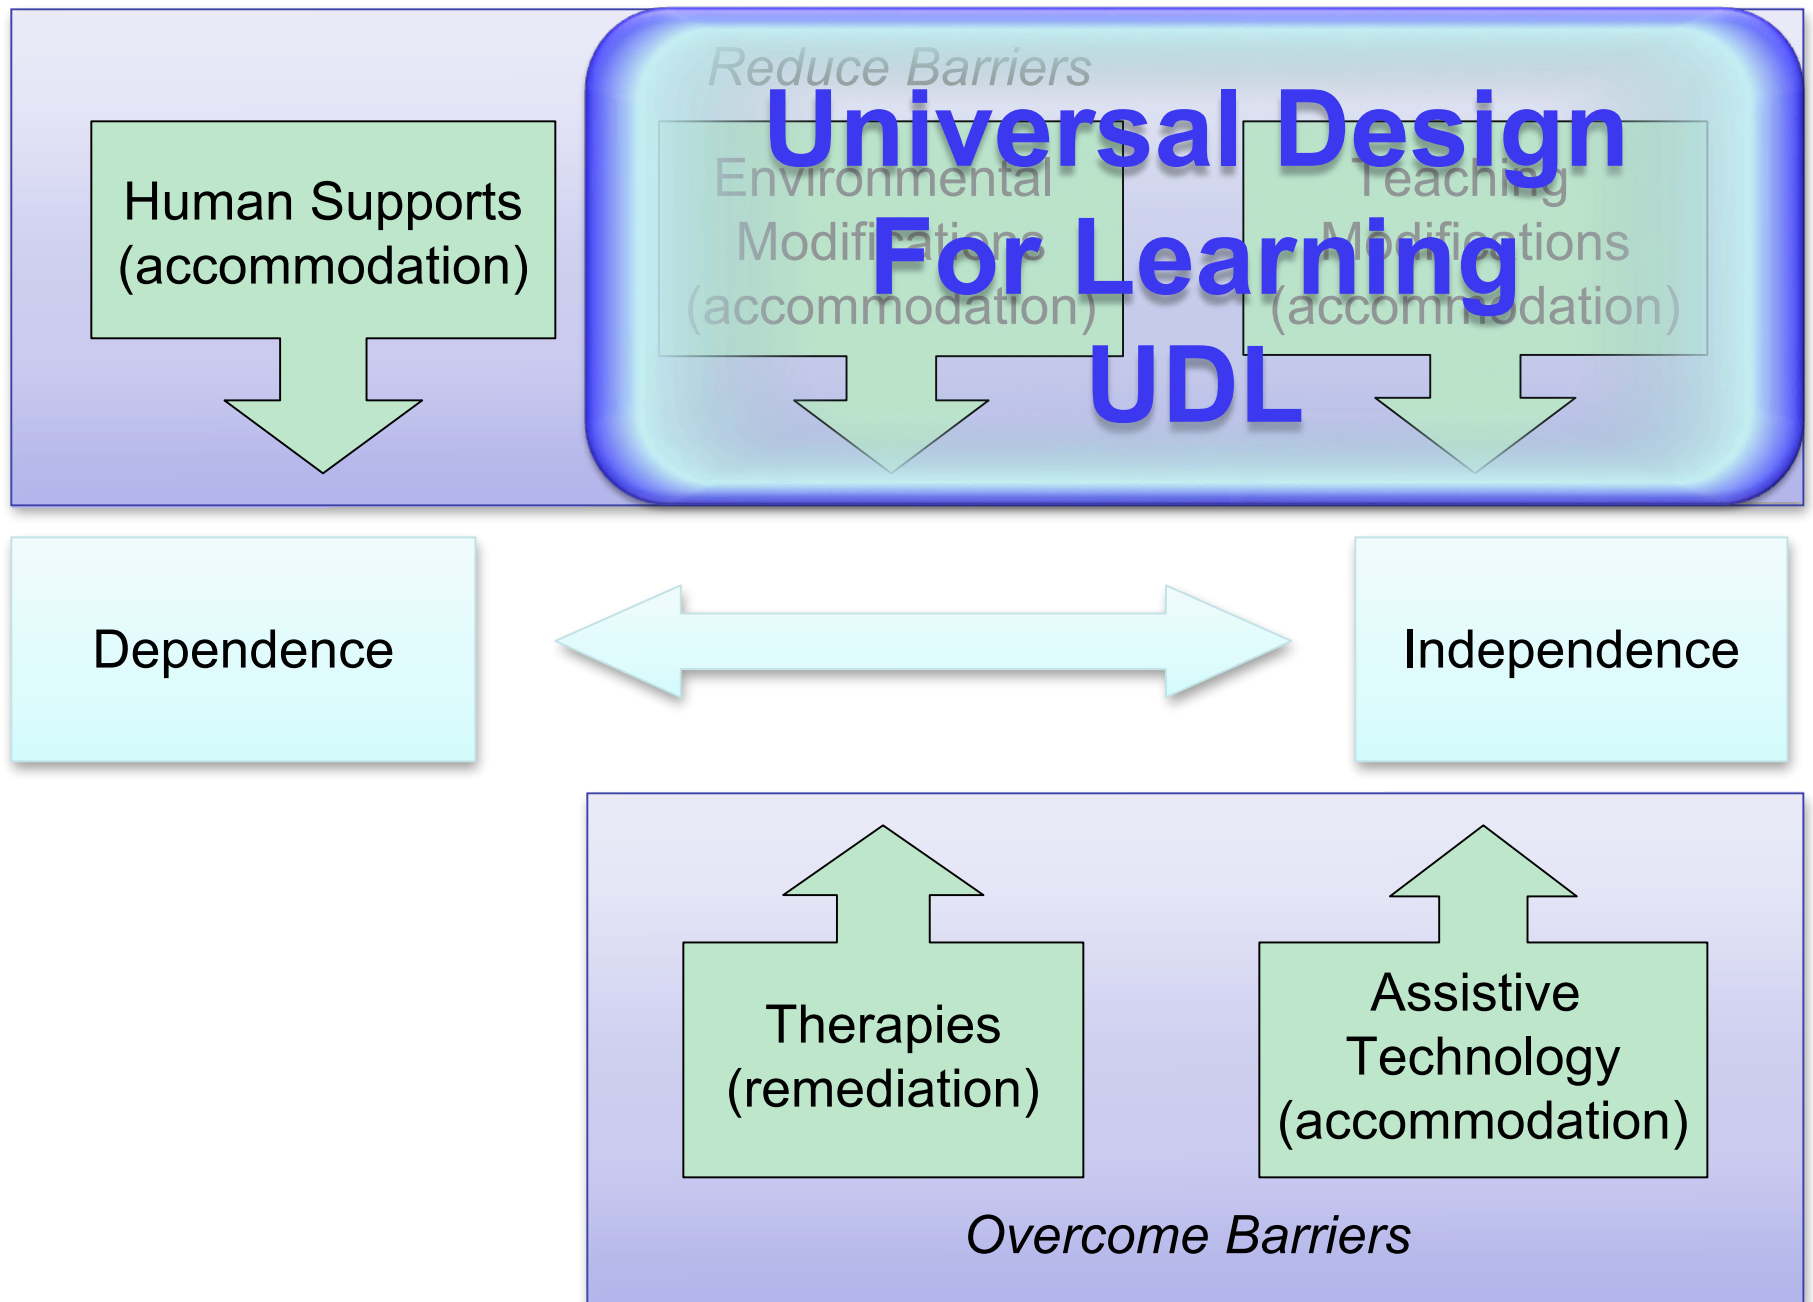 Reduce Barriers
Human Supports
(accommodation)
Environmental
Modifications
(accommodation)
Teaching
Modifications
(accommodation)
Universal Design
For Learning
UDL
Dependence
Independence
Therapies
(remediation)
Assistive
Technology
(accommodation)
Overcome Barriers